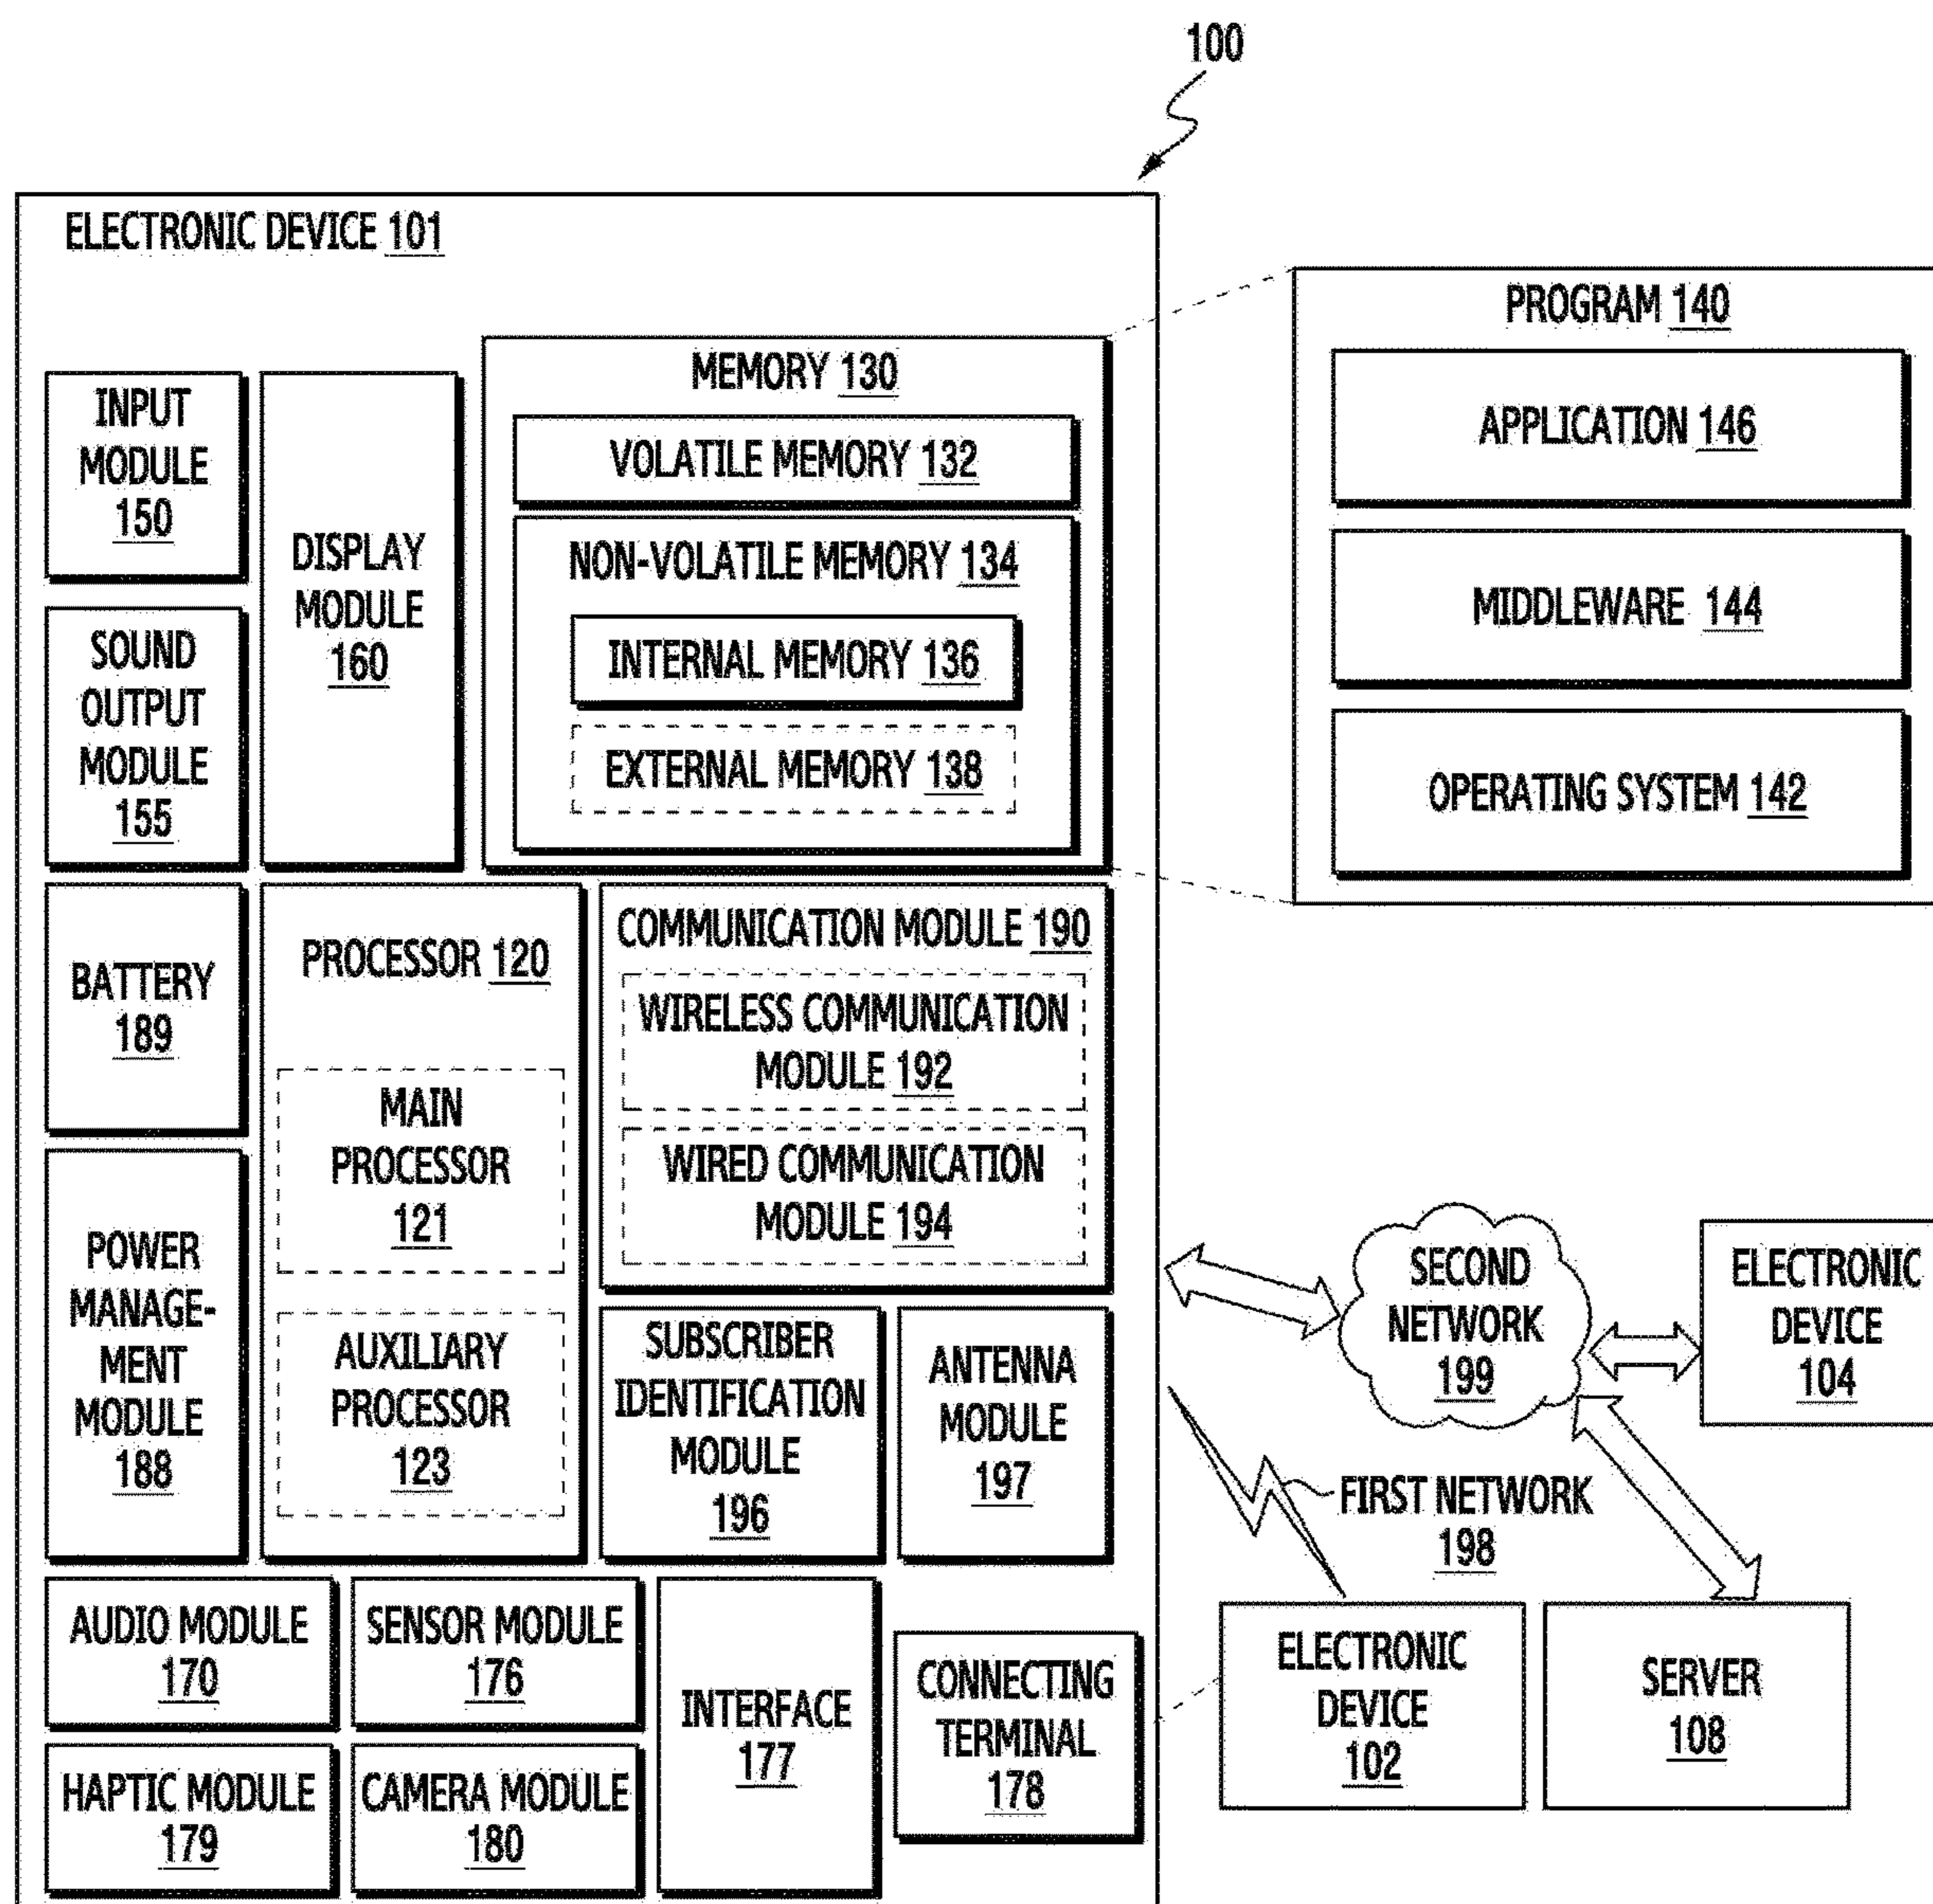 100
ELECTRONIC DEVICE 101
INPUT
MODULE
150
SOUND
OUTPUT
MODULE
155
DISPLAY
MODULE
160
MEMORY 130
VOLATILE MEMORY 132
NON-VOLATILE MEMORY 134
INTERNAL MEMORY 136
EXTERNAL MEMORY 138
PROGRAM 140
APPLICATION 146
MIDDLEWARE 144
OPERATING SYSTEM 142
BATTERY
189
POWER
MANAGE-
MENT
MODULE
188
PROCESSOR 120
MAIN
PROCESSOR
121
AUXILIARY
PROCESSOR
123
COMMUNICATION MODULE 190
WIRELESS COMMUNICATION
MODULE 192
WIRED COMMUNICATION
MODULE 194
SUBSCRIBER
IDENTIFICATION
MODULE
196
ANTENNA
MODULE
197
SECOND
NETWORK
199
ELECTRONIC
DEVICE
104
FIRST NETWORK
198
AUDIO MODULE
170
SENSOR MODULE
176
HAPTIC MODULE
179
CAMERA MODULE
180
INTERFACE
177
CONNECTING
TERMINAL
178
ELECTRONIC
DEVICE
102
SERVER
108